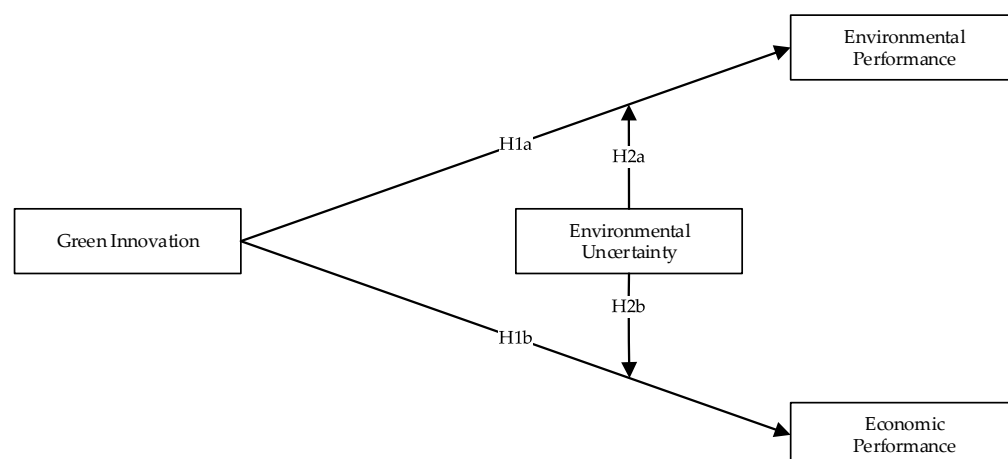 Environmental
Performance
H1a
H2a
Green Innovation
Environmental
Uncertainty
H2b
H1b
Economic
Performance